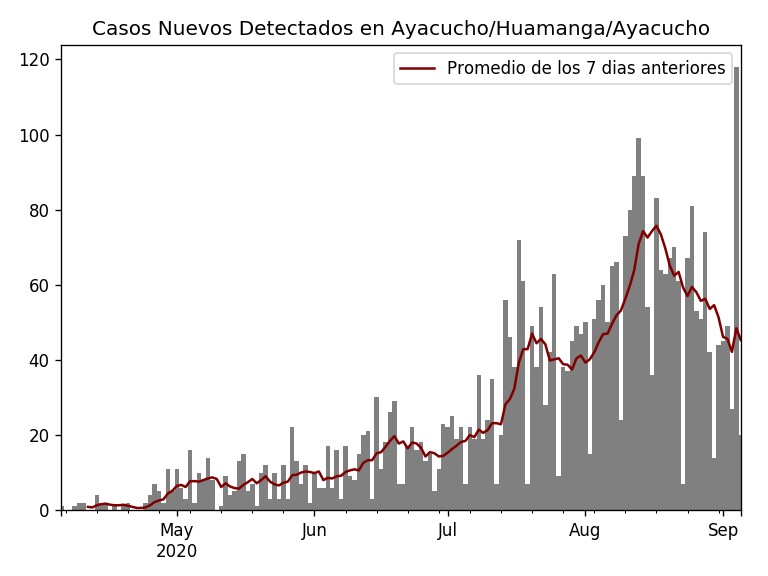 Casos Nuevos Detectados en Ayacucho/Huamanga/Ayacucho
Promedio de los 7 dias anteriores
120
100
80
60
40
20
0
May Jun Jul Aug Sep
2020